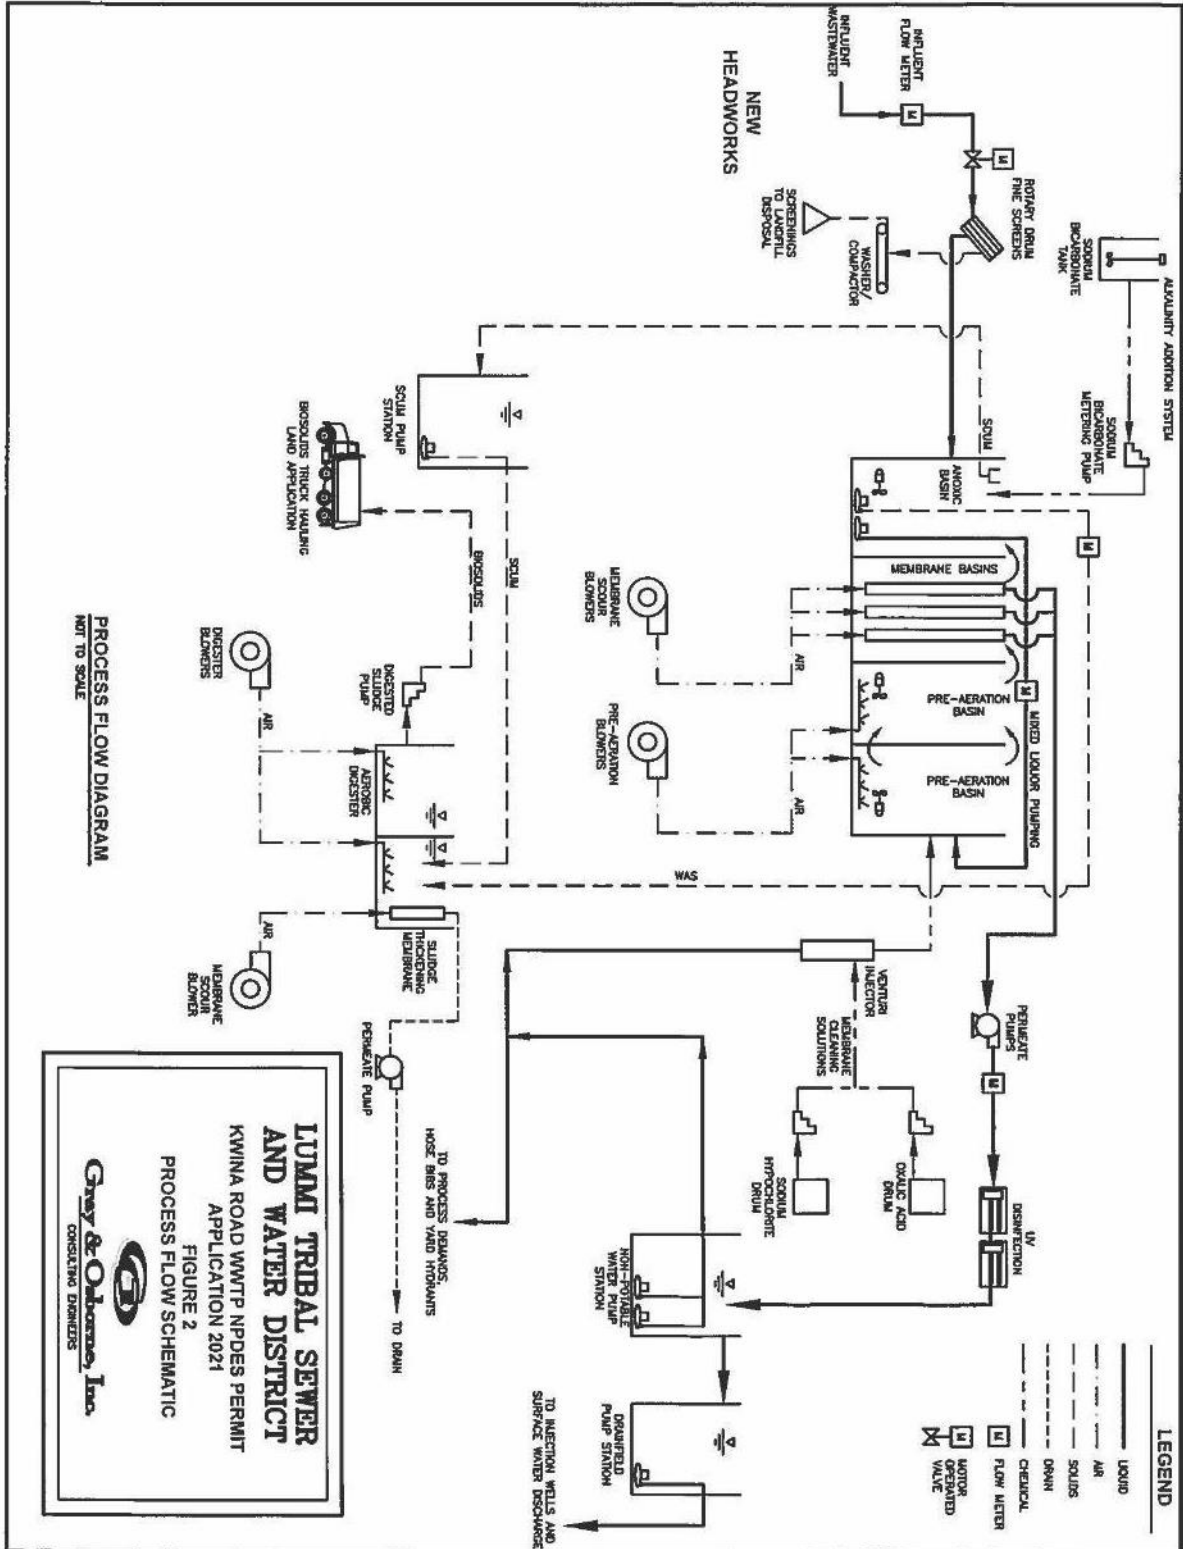 ALKALINITY ADDITION SYSTEM
SODIUM
BICARBONATE
TANK
SODIUM
BICARBONATE
METERING PUMP
INFLUENT
FLOW METER
INFLUENT
WASTEWATER
M
M
ROTARY DRUM
FINE SCREENS
NEW
HEADWORKS
SCREENINGS
TO LANDFILL
DISPOSAL
WASHER/
COMPACTOR
SCUM
ANOXIC
BASIN
M
MEMBRANE BASINS
M
MIXED LIQUOR PUMPING
PRE-AERATION
BASIN
PRE-AERATION
BASIN
MEMBRANE
SCOUR
BLOWERS
AIR
PRE-AERATION
BLOWERS
AIR
SCUM PUMP
STATION
SCUM
BIOSOLIDS TRUCK HAULING
LAND APPLICATION
BIOSOLIDS
DIGESTED
SLUDGE
PUMP
DIGESTER
BLOWERS
AIR
AEROBIC
DIGESTER
WAS
AIR
SLUDGE
THICKENING
MEMBRANE
MEMBRANE
SCOUR
BLOWER
PERMEATE PUMP
TO DRAIN
VENTURI
INJECTOR
MEMBRANE
CLEANING
SOLUTIONS
PERMEATE
PUMPS
M
UV
DISINFECTION
OXALIC ACID
DRUM
SODIUM
HYPOCHLORITE
DRUM
NON-POTABLE
WATER PUMP
STATION
TO PROCESS DEMANDS,
HOSE BIBS AND YARD HYDRANTS
DRAINFIELD
PUMP STATION
TO INJECTION WELLS AND
SURFACE WATER DISCHARGE
LEGEND
LIQUID
AIR
SOLIDS
DRAIN
CHEMICAL
M FLOW METER
M MOTOR
OPERATED
VALVE
PROCESS FLOW DIAGRAM
NOT TO SCALE
LUMMI TRIBAL SEWER
AND WATER DISTRICT
KWINA ROAD WWTP NPDES PERMIT
APPLICATION 2021
FIGURE 2
PROCESS FLOW SCHEMATIC
Gray & Osborne, Inc.
CONSULTING ENGINEERS